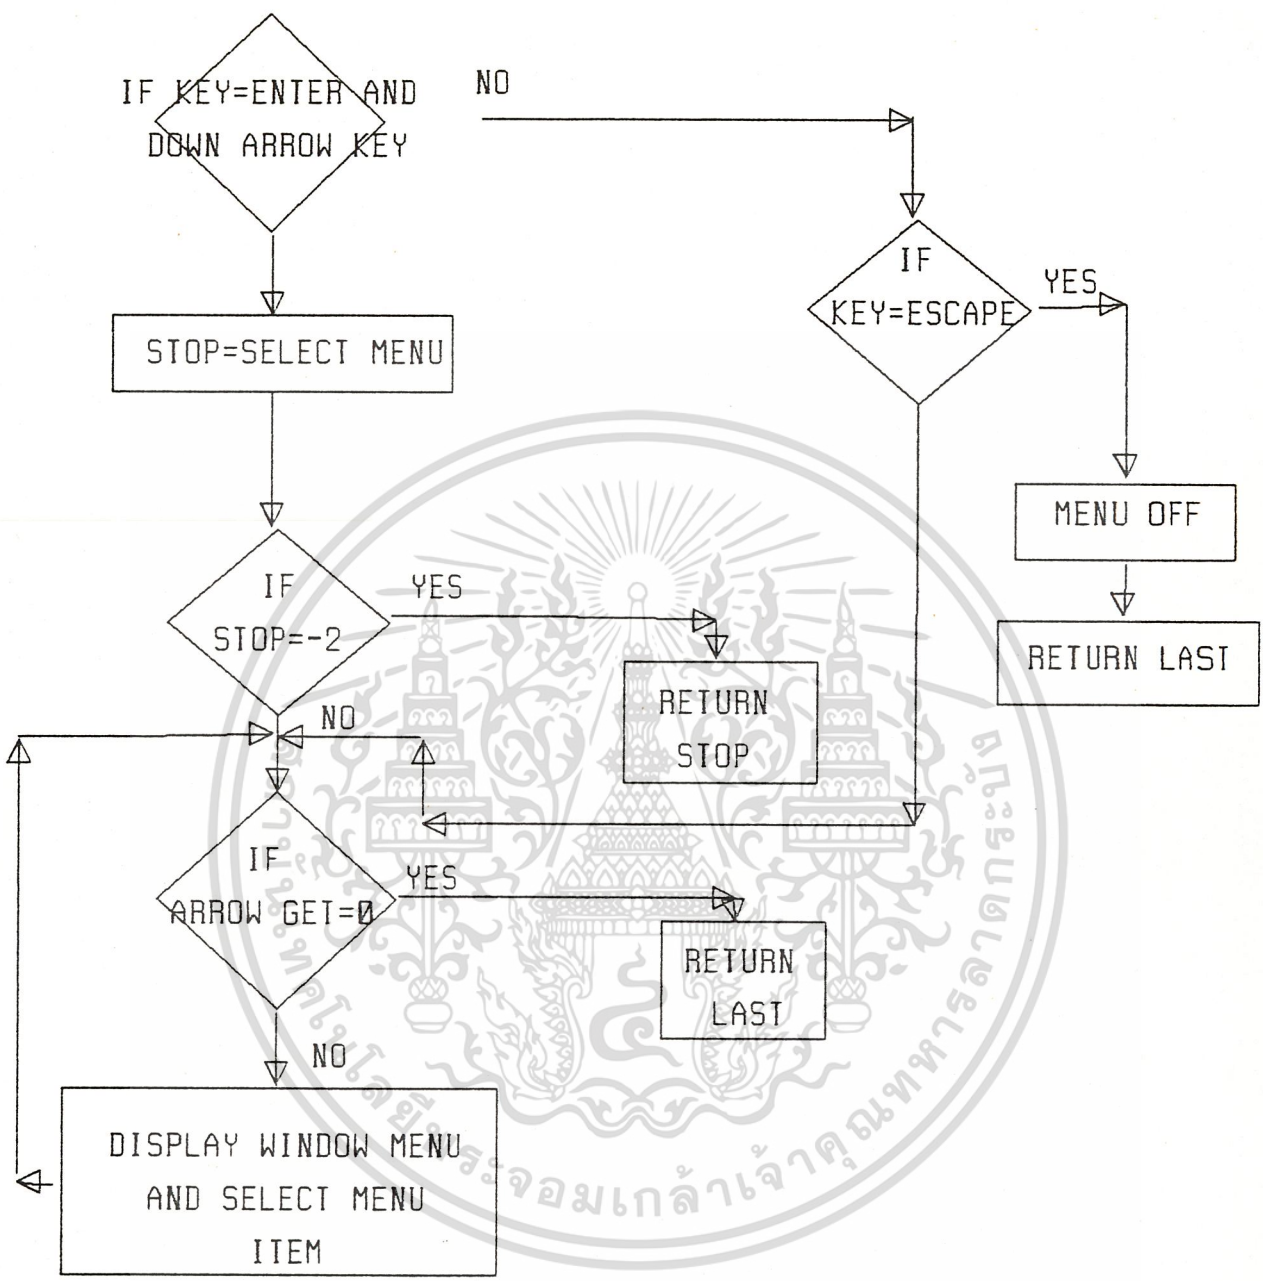 IF KEY=ENTER AND
DOWN ARROW KEY
NO
IF
KEY=ESCAPE
YES
STOP=SELECT MENU
MENU OFF
RETURN LAST
IF
STOP=-2
YES
RETURN
STOP
NO
IF
ARROW GET=0
YES
RETURN
LAST
NO
DISPLAY WINDOW MENU
AND SELECT MENU
ITEM